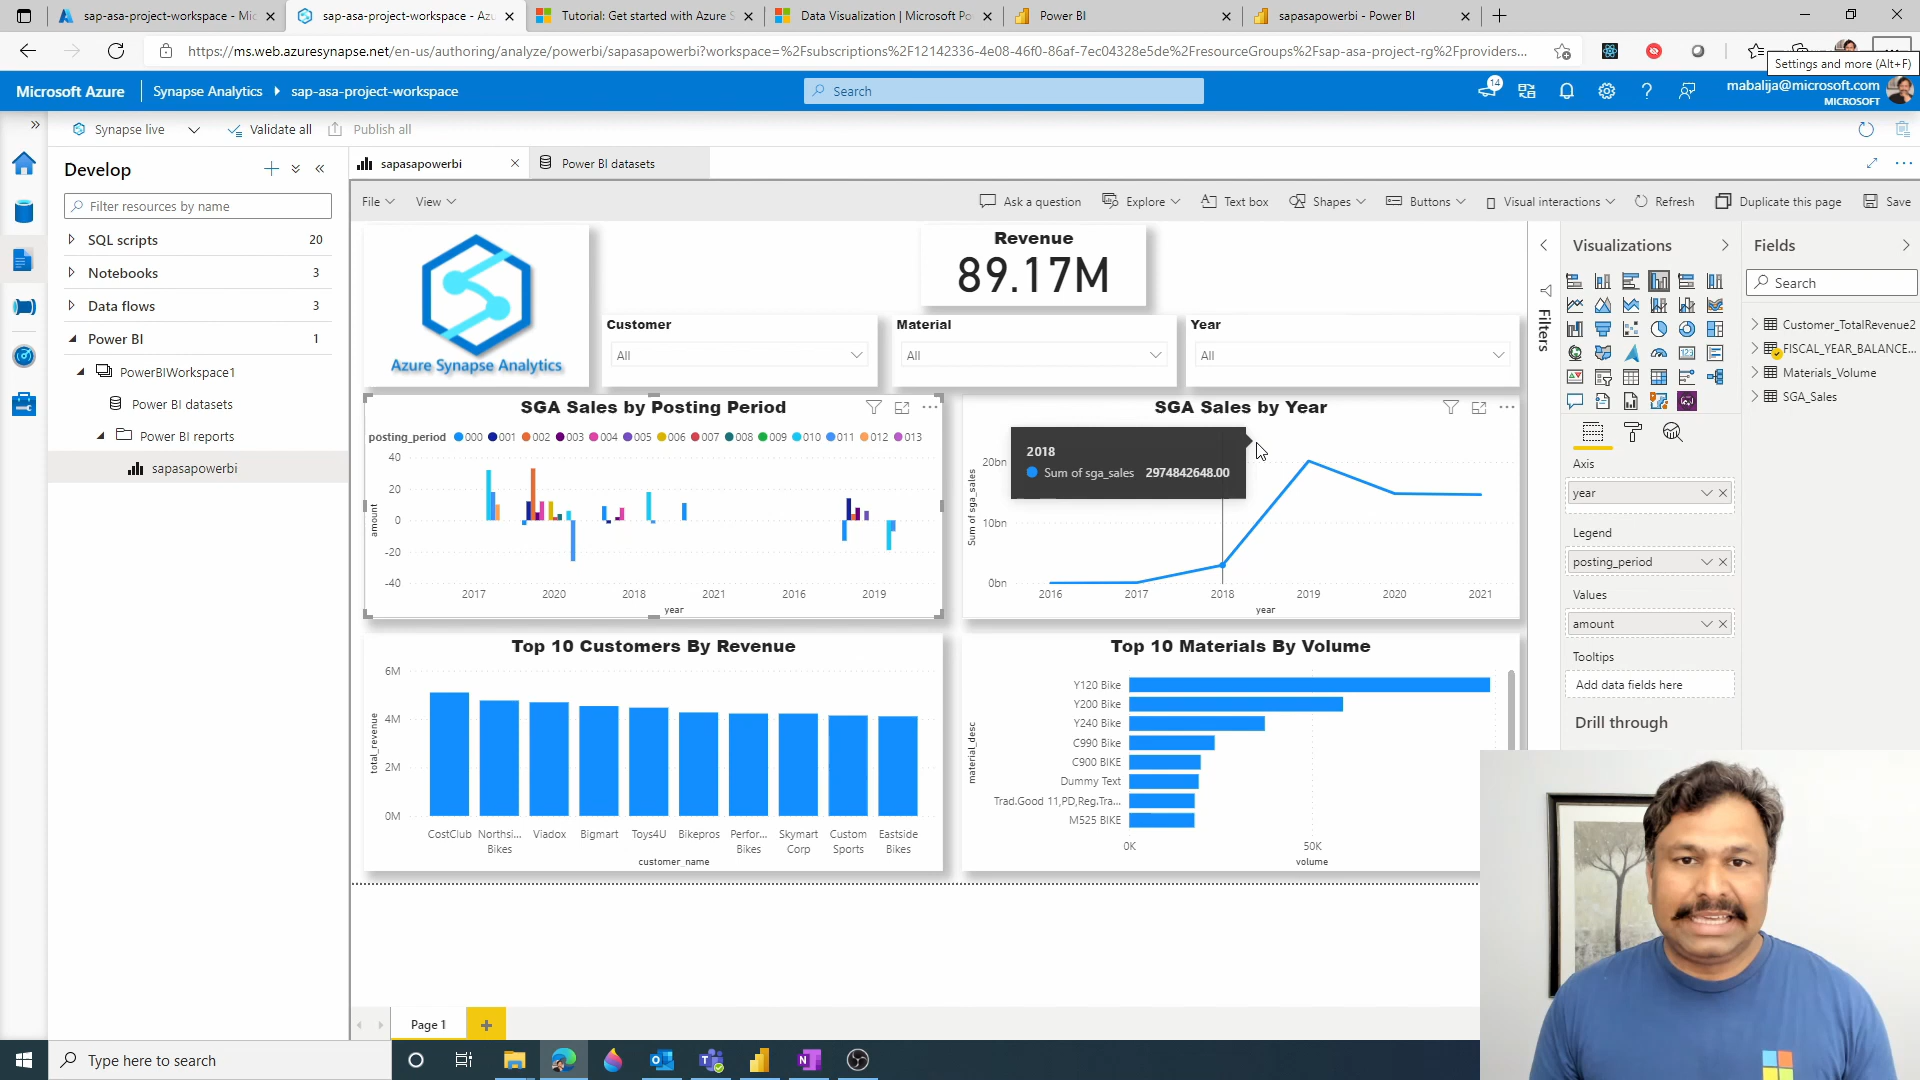 sap-asa-project-workspace - Mic
sap-asa-project-workspace - Azu
Tutorial: Get started with Azure S
Data Visualization | Microsoft Po
Power BI
sapasapowerbi - Power BI
https://ms.web.azuresynapse.net/en-us/authoring/analyze/powerbi/sapasapowerbi?workspace=%2Fsubscriptions%2F12142336-4e08-46f0-86af-7ec04328e5de%2FresourceGroups%2Fsap-asa-project-rg%2Fproviders...
Settings and more (Alt+F)
Microsoft Azure
Synapse Analytics
sap-asa-project-workspace
Search
14
mabalija@microsoft.com
MICROSOFT
Synapse live
Validate all
Publish all
Develop
sapasapowerbi
Power BI datasets
Filter resources by name
SQL scripts 20
Notebooks 3
Data flows 3
Power BI 1
PowerBIWorkspace1
Power BI datasets
Power BI reports
sapasapowerbi
File
View
Ask a question
Explore
Text box
Shapes
Buttons
Visual interactions
Refresh
Duplicate this page
Save
Azure Synapse Analytics
Revenue
89.17M
Customer
All
Material
All
Year
All
SGA Sales by Posting Period
posting_period 000 001 002 003 004 005 006 007 008 009 010 011 012 013
40
20
0
-20
-40
amount
2017 2020 2018 2021 2016 2019
year
SGA Sales by Year
2018
Sum of sga_sales 2974842648.00
20bn
10bn
0bn
Sum of sga_sales
2016 2017 2018 2019 2020 2021
year
Top 10 Customers By Revenue
6M
4M
2M
0M
total_revenue
CostClub Northsi... Viadox Bigmart Toys4U Bikepros Perfor... Skymart Custom Eastside
Bikes Bikes Corp Sports Bikes
customer_name
Top 10 Materials By Volume
Y120 Bike
Y200 Bike
Y240 Bike
C990 Bike
C900 BIKE
Dummy Text
Trad.Good 11,PD,Reg.Tra...
M525 BIKE
material_desc
0K 50K
volume
Filters
Visualizations
123
Axis
year
Legend
posting_period
Values
amount
Tooltips
Add data fields here
Drill through
Fields
Search
Customer_TotalRevenue2
FISCAL_YEAR_BALANCE...
Materials_Volume
SGA_Sales
Page 1
Type here to search